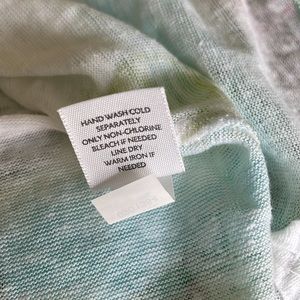 HAND WASH COLD
SEPARATELY
ONLY NON-CHLORINE
BLEACH IF NEEDED
LINE DRY
WARM IRON IF
NEEDED